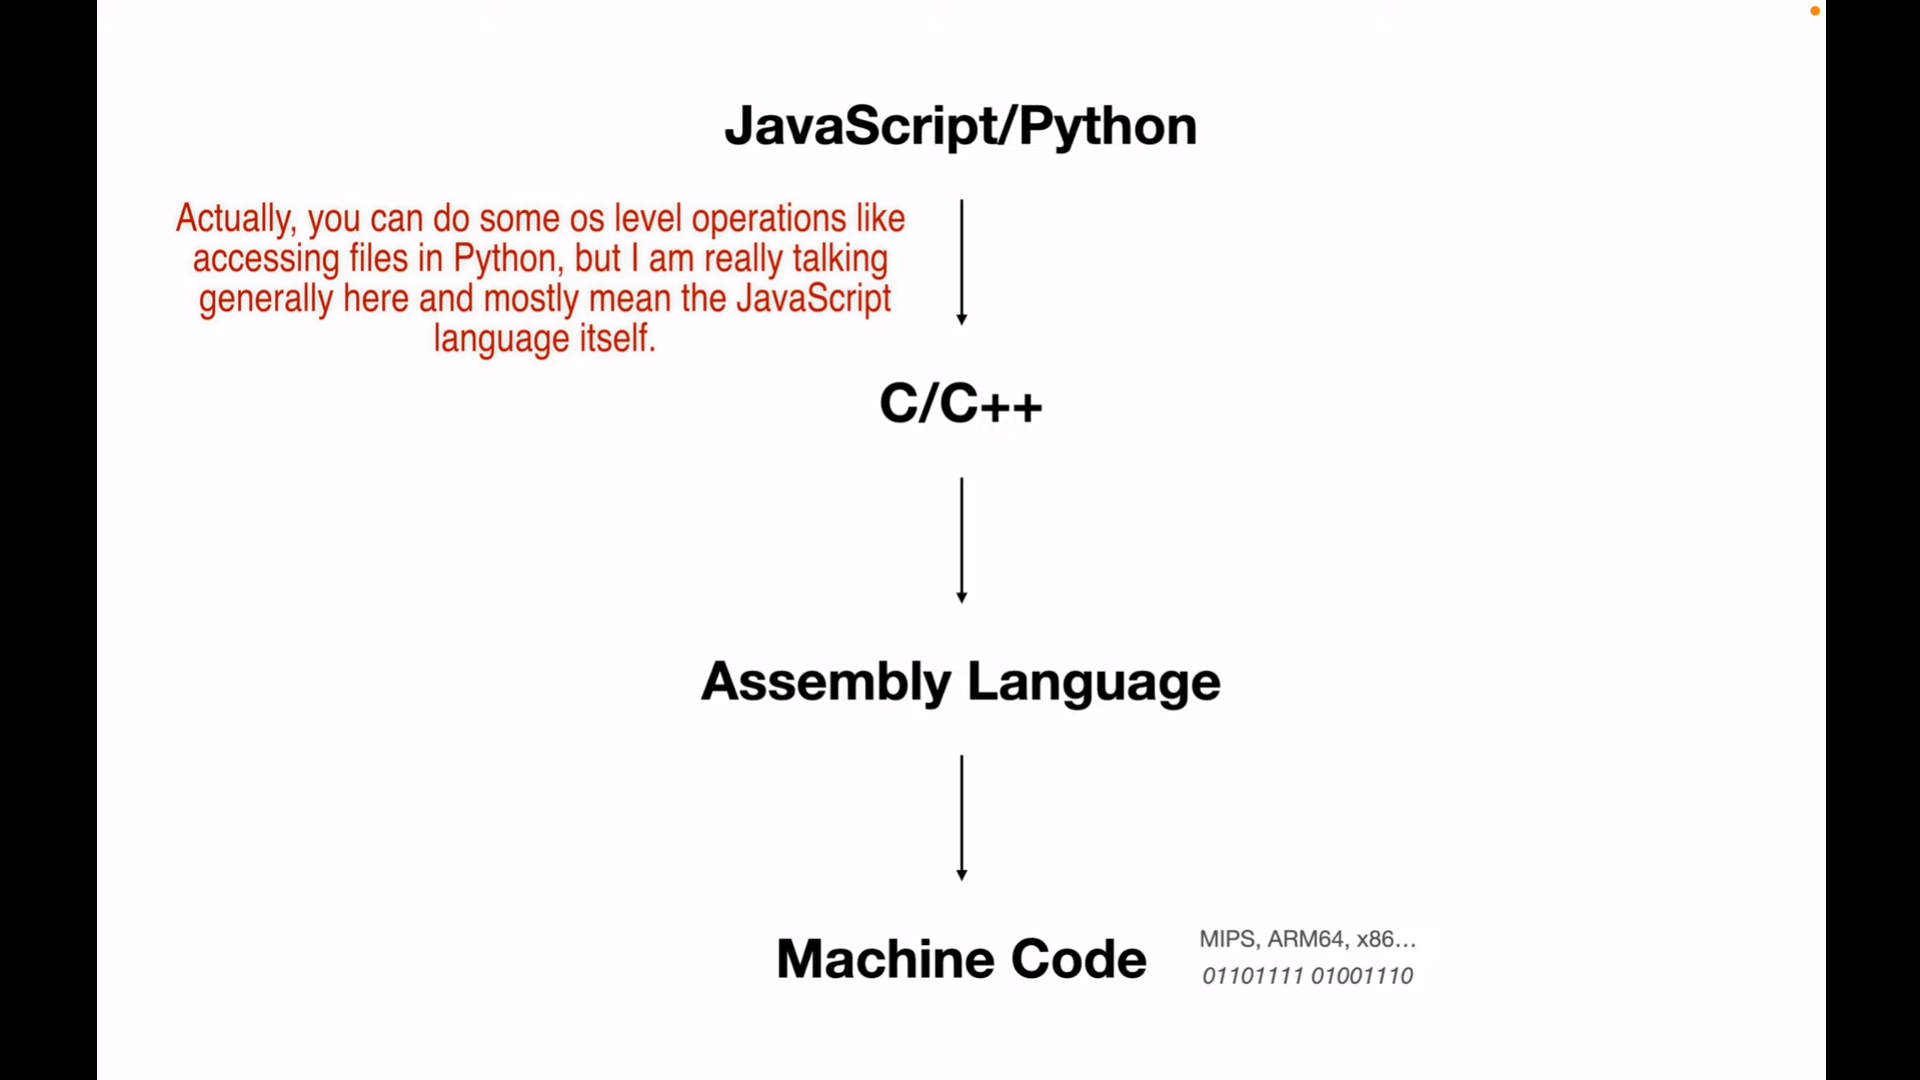 JavaScript/Python
Actually, you can do some os level operations like
accessing files in Python, but I am really talking
generally here and mostly mean the JavaScript
language itself.
C/C++
Assembly Language
Machine Code
MIPS, ARM64, x86...
01101111 01001110